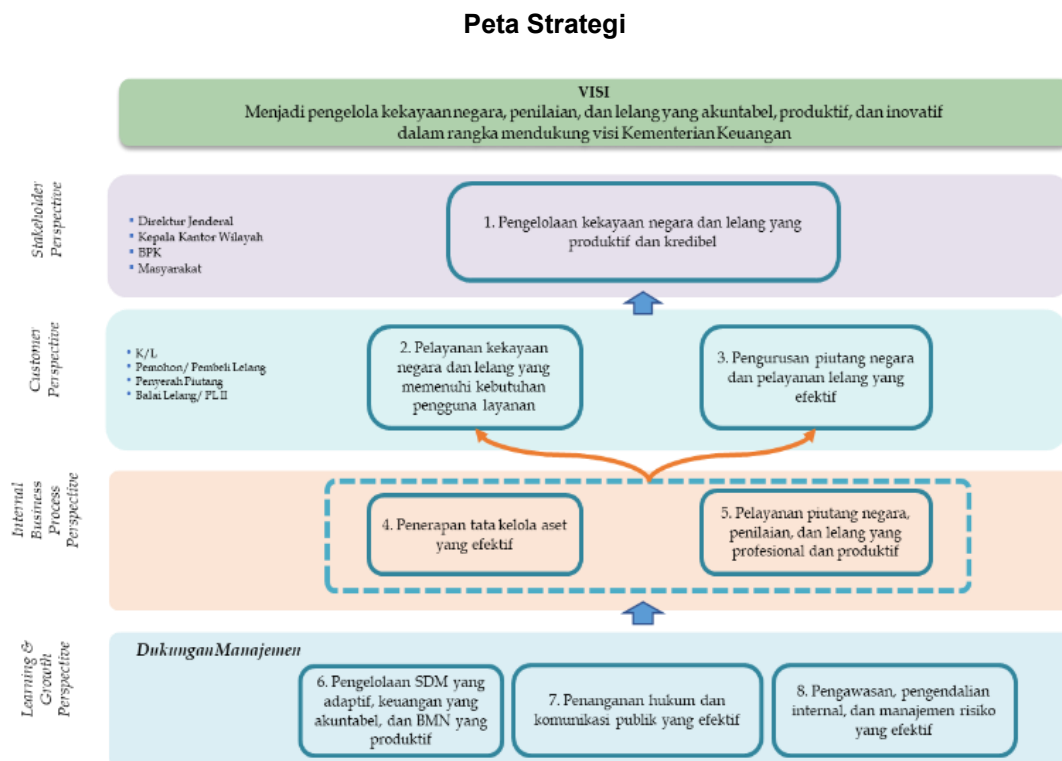 Peta Strategi
VISI
Menjadi pengelola kekayaan negara, penilaian, dan lelang yang akuntabel, produktif, dan inovatif
dalam rangka mendukung visi Kementerian Keuangan
Stakeholder
Perspective
▪ Direktur Jenderal
▪ Kepala Kantor Wilayah
▪ BPK
▪ Masyarakat
1. Pengelolaan kekayaan negara dan lelang yang
produktif dan kredibel
Customer
Perspective
▪ K/L
▪ Pemohon/ Pembeli Lelang
▪ Penyerah Piutang
▪ Balai Lelang/ PL II
2. Pelayanan kekayaan
negara dan lelang yang
memenuhi kebutuhan
pengguna layanan
3. Pengurusan piutang negara
dan pelayanan lelang yang
efektif
Internal
Business
Process
Perspective
4. Penerapan tata kelola aset
yang efektif
5. Pelayanan piutang negara,
penilaian, dan lelang yang
profesional dan produktif
Learning &
Growth
Perspective
Dukungan Manajemen
6. Pengelolaan SDM yang
adaptif, keuangan yang
akuntabel, dan BMN yang
produktif
7. Penanganan hukum dan
komunikasi publik yang efektif
8. Pengawasan, pengendalian
internal, dan manajemen risiko
yang efektif